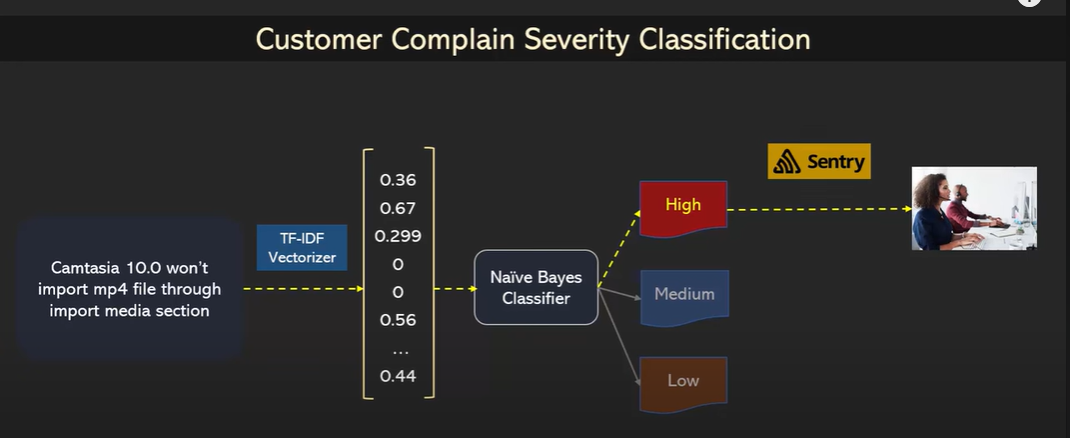 Customer Complain Severity Classification
Camtasia 10.0 won't
import mp4 file through
import media section
TF-IDF
Vectorizer
0.36
0.67
0.299
0
0
0.56
...
0.44
Naïve Bayes
Classifier
High
Medium
Low
Sentry